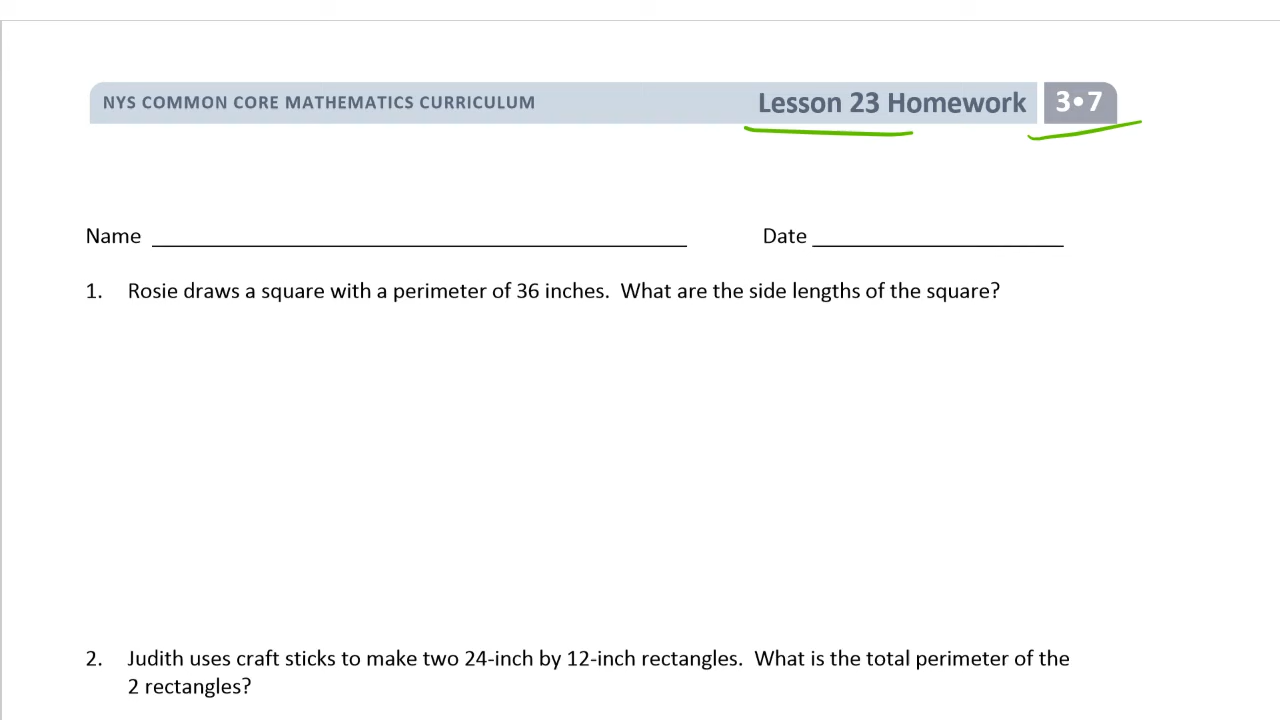 NYS COMMON CORE MATHEMATICS CURRICULUM Lesson 23 Homework 3•7
Name Date
1. Rosie draws a square with a perimeter of 36 inches. What are the side lengths of the square?
2. Judith uses craft sticks to make two 24-inch by 12-inch rectangles. What is the total perimeter of the
2 rectangles?